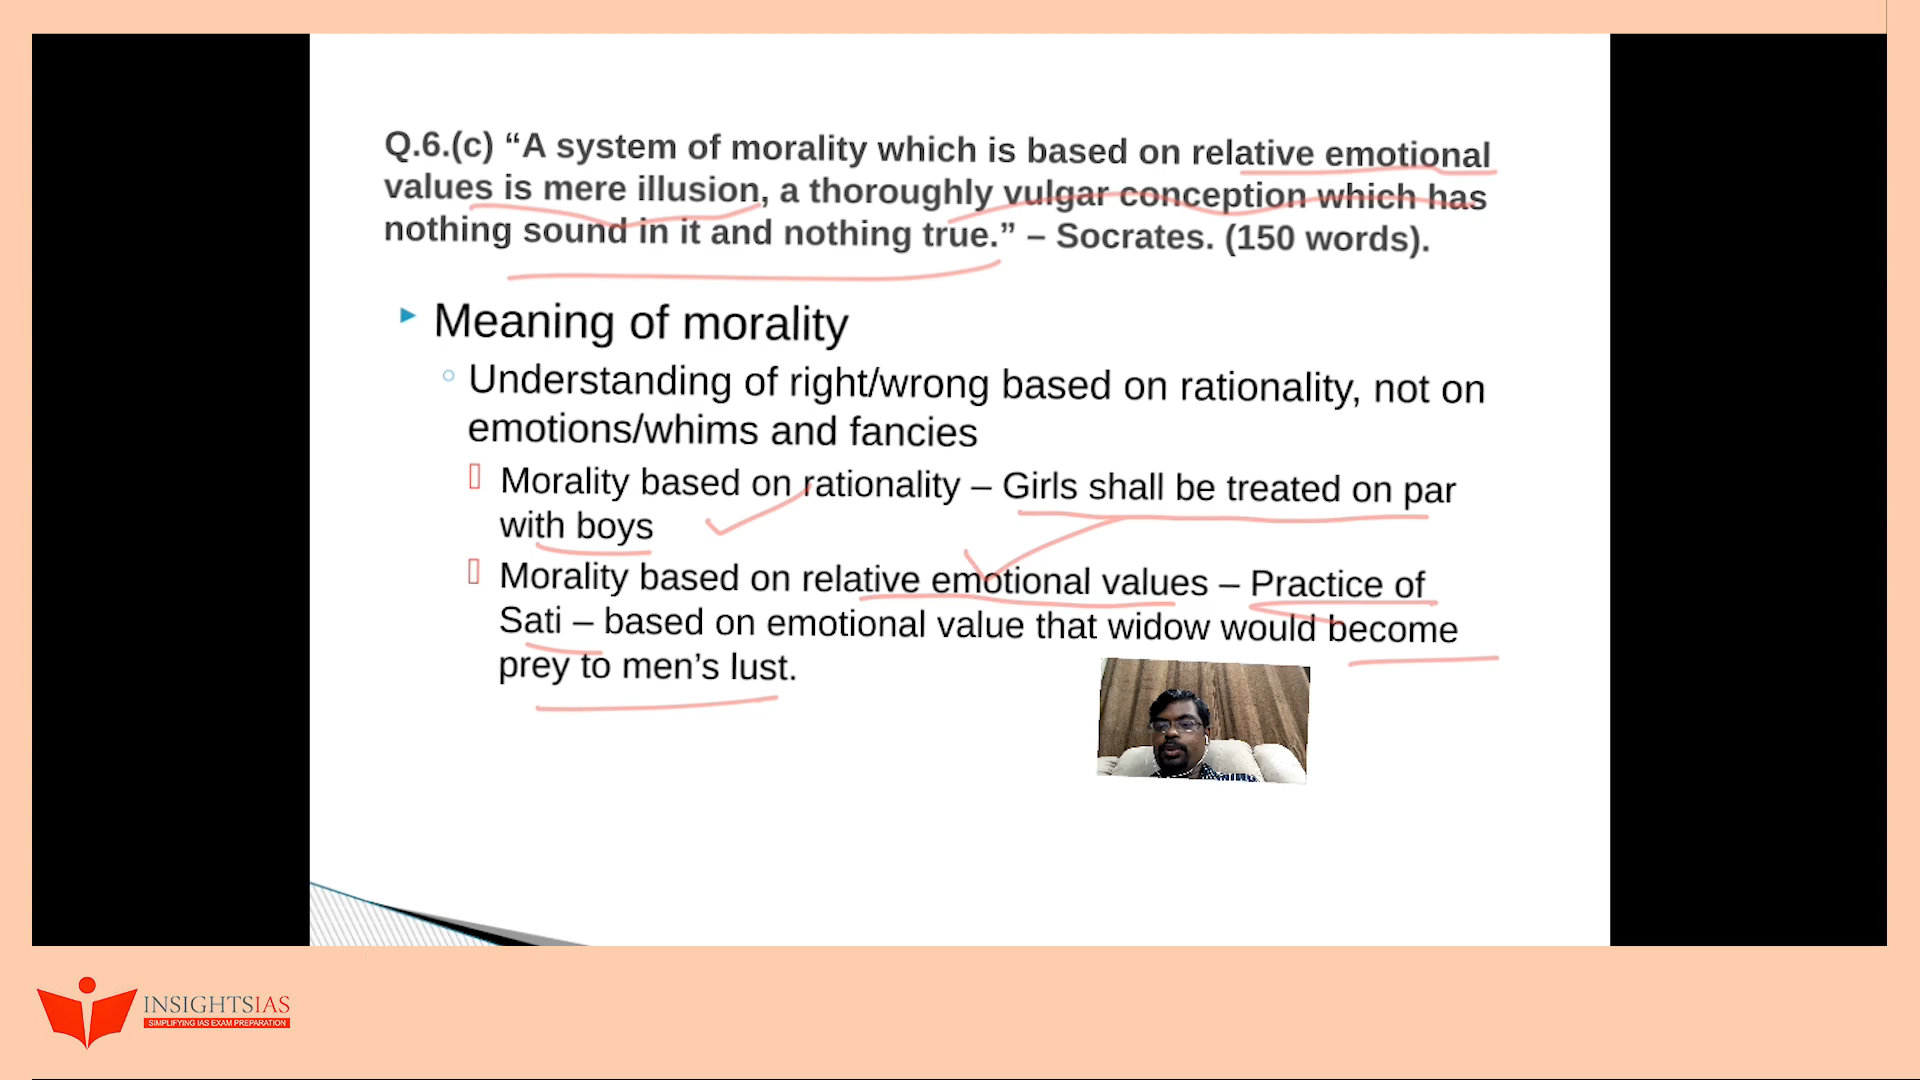 Q.6.(c) “A system of morality which is based on relative emotional
values is mere illusion, a thoroughly vulgar conception which has
nothing sound in it and nothing true.” – Socrates. (150 words).
Meaning of morality
Understanding of right/wrong based on rationality, not on
emotions/whims and fancies
Morality based on rationality – Girls shall be treated on par
with boys
Morality based on relative emotional values – Practice of
Sati – based on emotional value that widow would become
prey to men’s lust.
INSIGHTSIAS
SIMPLIFYING IAS EXAM PREPARATION